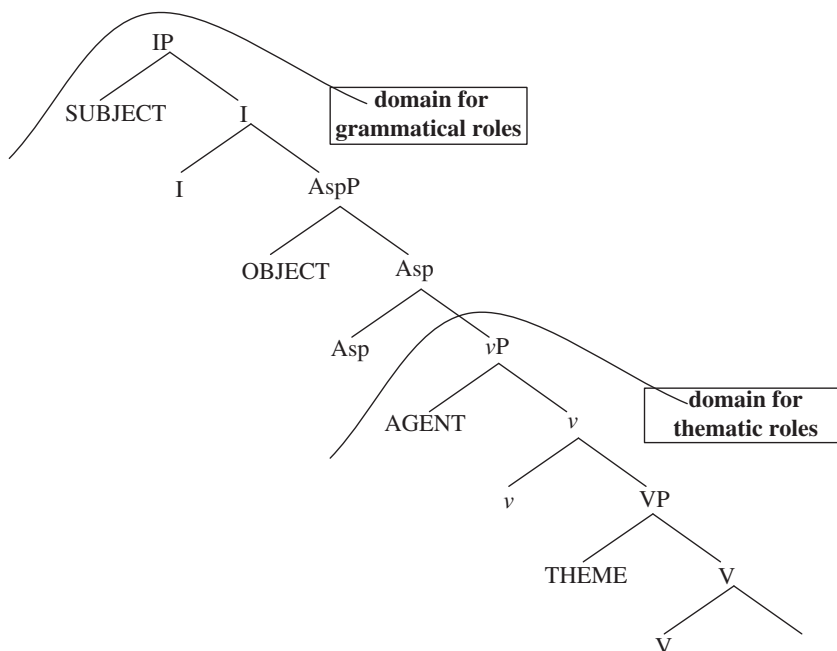 IP
domain for
grammatical roles
SUBJECT
I
I
AspP
OBJECT
Asp
Asp
vP
domain for
thematic roles
AGENT
v
v
VP
THEME
V
V